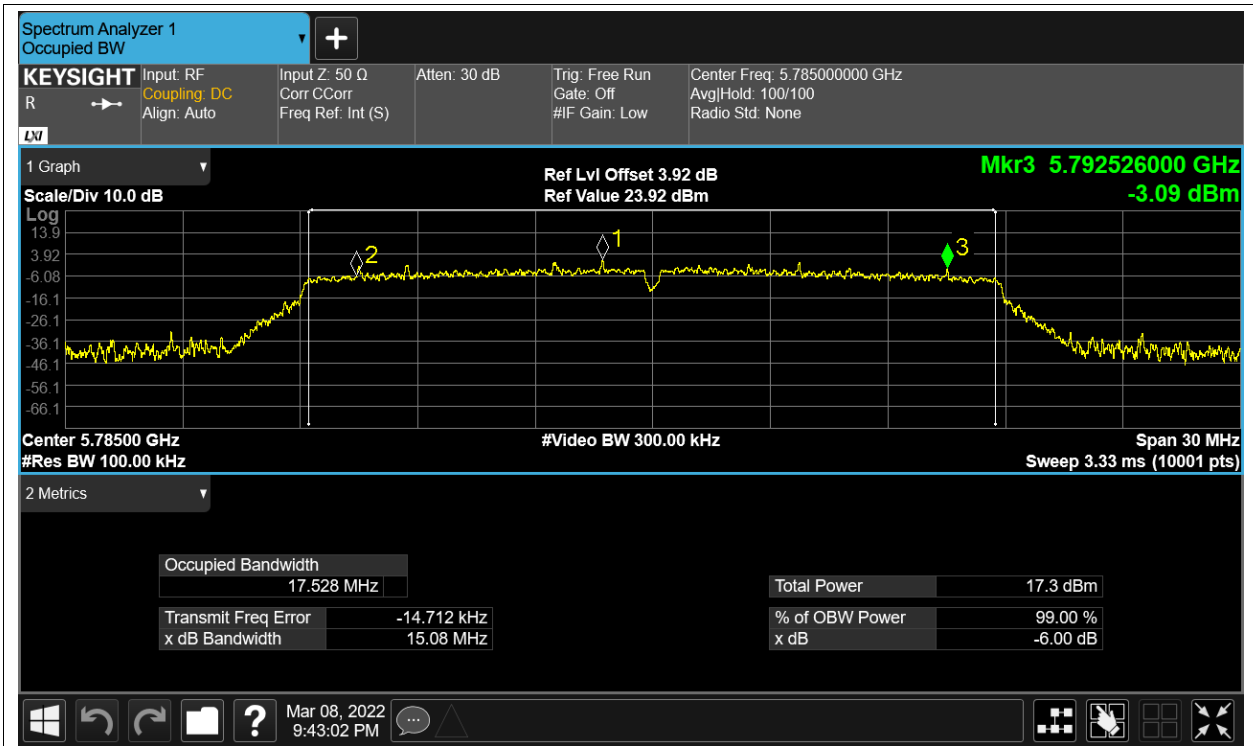 Spectrum Analyzer 1
Occupied BW
KEYSIGHT
R
LXI
Input: RF
Coupling: DC
Align: Auto
Input Z: 50 Ω
Corr CCorr
Freq Ref: Int (S)
Atten: 30 dB
Trig: Free Run
Gate: Off
#IF Gain: Low
Center Freq: 5.785000000 GHz
Avg|Hold: 100/100
Radio Std: None
1 Graph
Scale/Div 10.0 dB
Ref Lvl Offset 3.92 dB
Ref Value 23.92 dBm
Mkr3 5.792526000 GHz
-3.09 dBm
Log
13.9
3.92
-6.08
-16.1
-26.1
-36.1
-46.1
-56.1
-66.1
2
1
3
Center 5.78500 GHz
#Res BW 100.00 kHz
#Video BW 300.00 kHz
Span 30 MHz
Sweep 3.33 ms (10001 pts)
2 Metrics
Occupied Bandwidth
17.528 MHz
Transmit Freq Error -14.712 kHz
x dB Bandwidth 15.08 MHz
Total Power 17.3 dBm
% of OBW Power 99.00 %
x dB -6.00 dB
?
Mar 08, 2022
9:43:02 PM